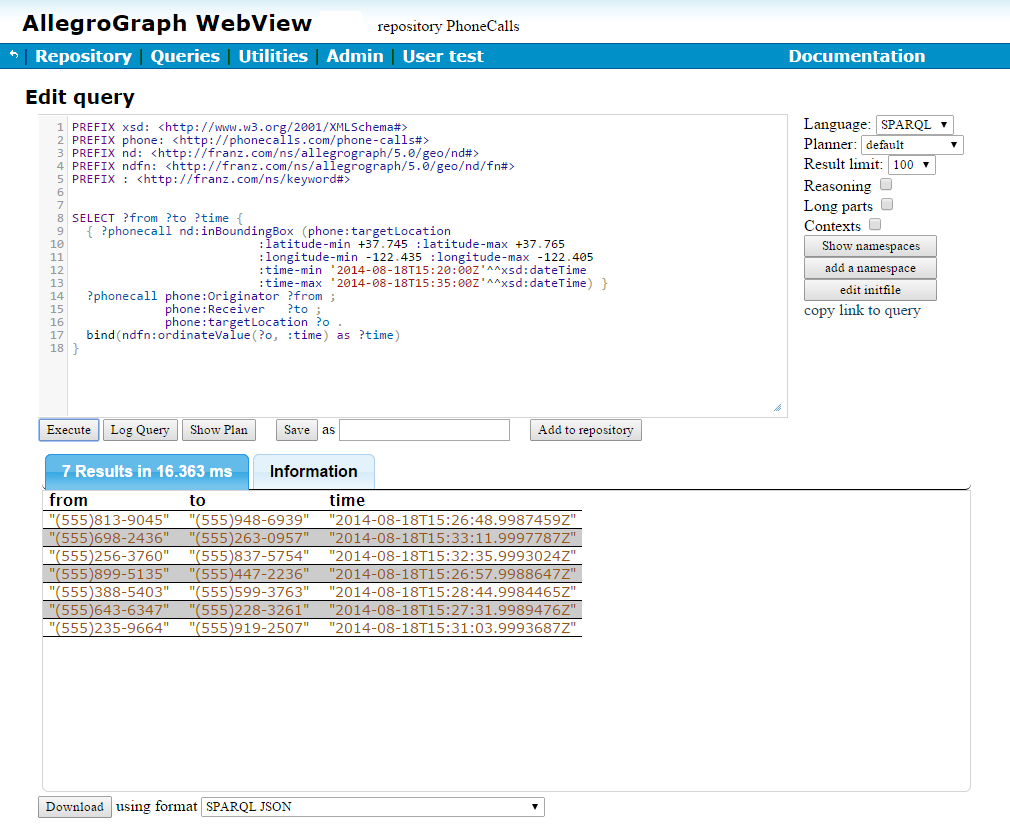 AllegroGraph WebView repository PhoneCalls
Repository | Queries | Utilities | Admin | User test Documentation
Edit query
1 PREFIX xsd: <http://www.w3.org/2001/XMLSchema#>
2 PREFIX phone: <http://phonecalls.com/phone-calls#>
3 PREFIX nd: <http://franz.com/ns/allegrograph/5.0/geo/nd#>
4 PREFIX ndfn: <http://franz.com/ns/allegrograph/5.0/geo/nd/fn#>
5 PREFIX : <http://franz.com/ns/keyword#>
6
7
8 SELECT ?from ?to ?time {
9   { ?phonecall nd:inBoundingBox (phone:targetLocation
10                            :latitude-min +37.745 :latitude-max +37.765
11                            :longitude-min -122.435 :longitude-max -122.405
12                            :time-min '2014-08-18T15:20:00Z'^^xsd:dateTime
13                            :time-max '2014-08-18T15:35:00Z'^^xsd:dateTime) }
14   ?phonecall phone:Originator ?from ;
15              phone:Receiver   ?to ;
16              phone:targetLocation ?o .
17   bind(ndfn:ordinateValue(?o, :time) as ?time)
18 }
Language: SPARQL
Planner: default
Result limit: 100
Reasoning
Long parts
Contexts
Show namespaces
add a namespace
edit initfile
copy link to query
Execute Log Query Show Plan Save as Add to repository
7 Results in 16.363 ms Information
from to time
"(555)813-9045" "(555)948-6939" "2014-08-18T15:26:48.9987459Z"
"(555)698-2436" "(555)263-0957" "2014-08-18T15:33:11.9997787Z"
"(555)256-3760" "(555)837-5754" "2014-08-18T15:32:35.9993024Z"
"(555)899-5135" "(555)447-2236" "2014-08-18T15:26:57.9988647Z"
"(555)388-5403" "(555)599-3763" "2014-08-18T15:28:44.9984465Z"
"(555)643-6347" "(555)228-3261" "2014-08-18T15:27:31.9989476Z"
"(555)235-9664" "(555)919-2507" "2014-08-18T15:31:03.9993687Z"
Download using format SPARQL JSON